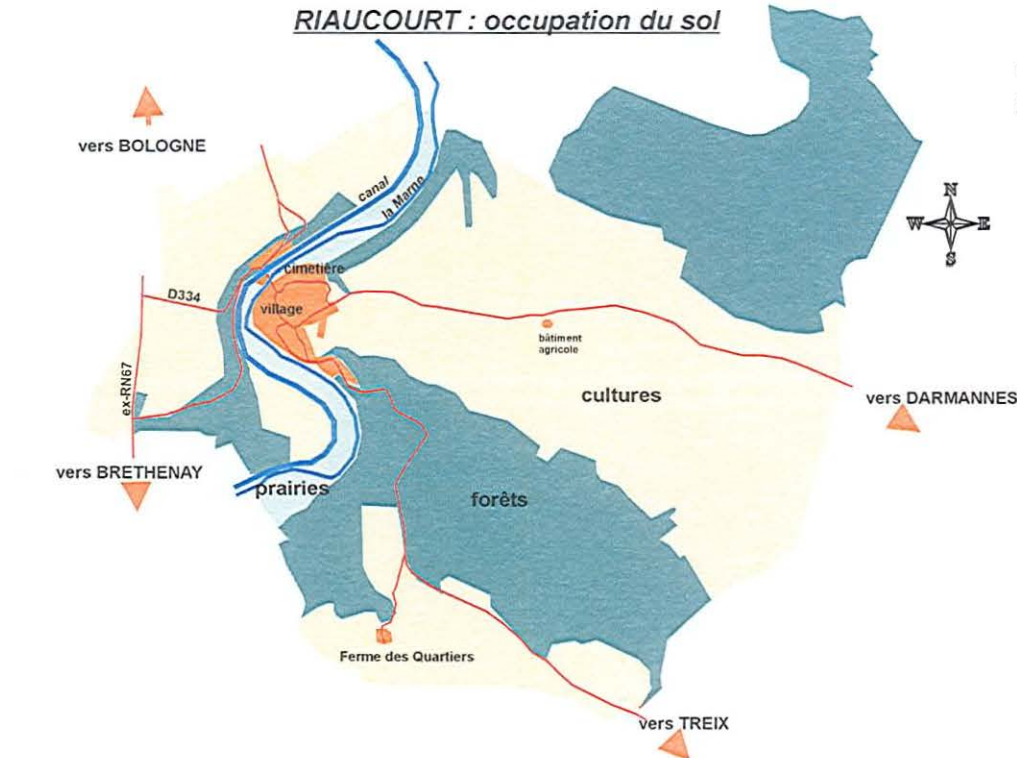 RIAUCOURT : occupation du sol
vers BOLOGNE
canal
la Marne
N
W E
S
cimetière
D334
village
bâtiment
agricole
ex-RN67
cultures
vers DARMANNES
vers BRETHENAY
prairies
forêts
Ferme des Quartiers
vers TREIX